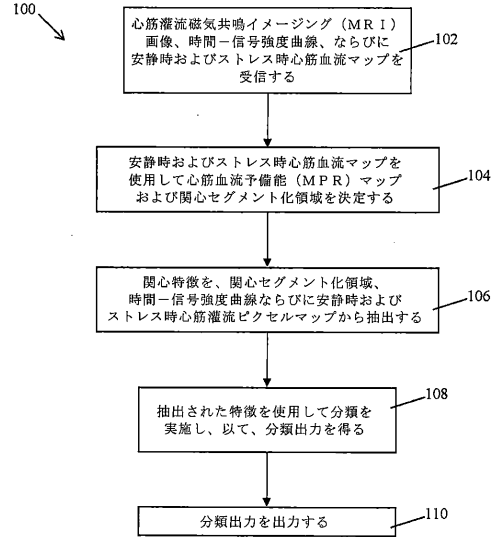 100
心筋灌流磁気共鳴イメージング(MRI)
画像、時間-信号強度曲線、ならびに
安静時およびストレス時心筋血流マップを
受信する
102
安静時およびストレス時心筋血流マップを
使用して心筋血流予備能(MPR)マップ
および関心セグメント化領域を決定する
104
関心特徴を、関心セグメント化領域、
時間-信号強度曲線ならびに安静時および
ストレス時心筋灌流ピクセルマップから抽出する
106
抽出された特徴を使用して分類を
実施し、以て、分類出力を得る
108
分類出力を出力する
110